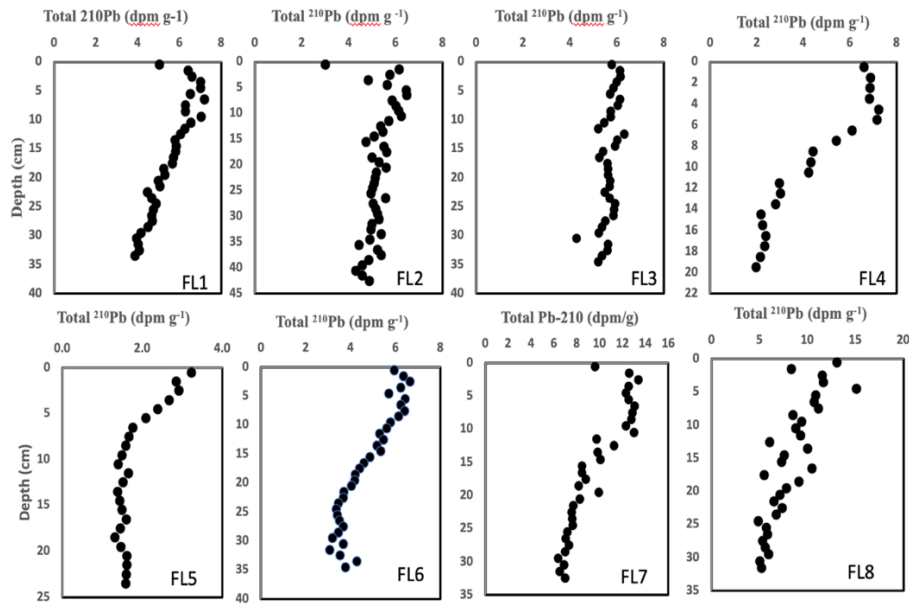 Total 210Pb (dpm g-1)
Total ²¹⁰Pb (dpm g⁻¹)
Total ²¹⁰Pb (dpm g⁻¹)
Total ²¹⁰Pb (dpm g⁻¹)
0 2 4 6 8
0 2 4 6 8
0 2 4 6 8
0 2 4 6 8
Depth (cm)
0
5
10
15
20
25
30
35
40
FL1
0
5
10
15
20
25
30
35
40
45
FL2
0
5
10
15
20
25
30
35
40
FL3
0
2
4
6
8
10
12
14
16
18
20
22
FL4
Total ²¹⁰Pb (dpm g⁻¹)
Total ²¹⁰Pb (dpm g⁻¹)
Total Pb-210 (dpm/g)
Total ²¹⁰Pb (dpm g⁻¹)
0.0 2.0 4.0
0 2 4 6 8
0 2 4 6 8 10 12 14 16
0 5 10 15 20
Depth (cm)
0
5
10
15
20
25
FL5
0
5
10
15
20
25
30
35
40
FL6
0
5
10
15
20
25
30
35
FL7
0
5
10
15
20
25
30
35
FL8